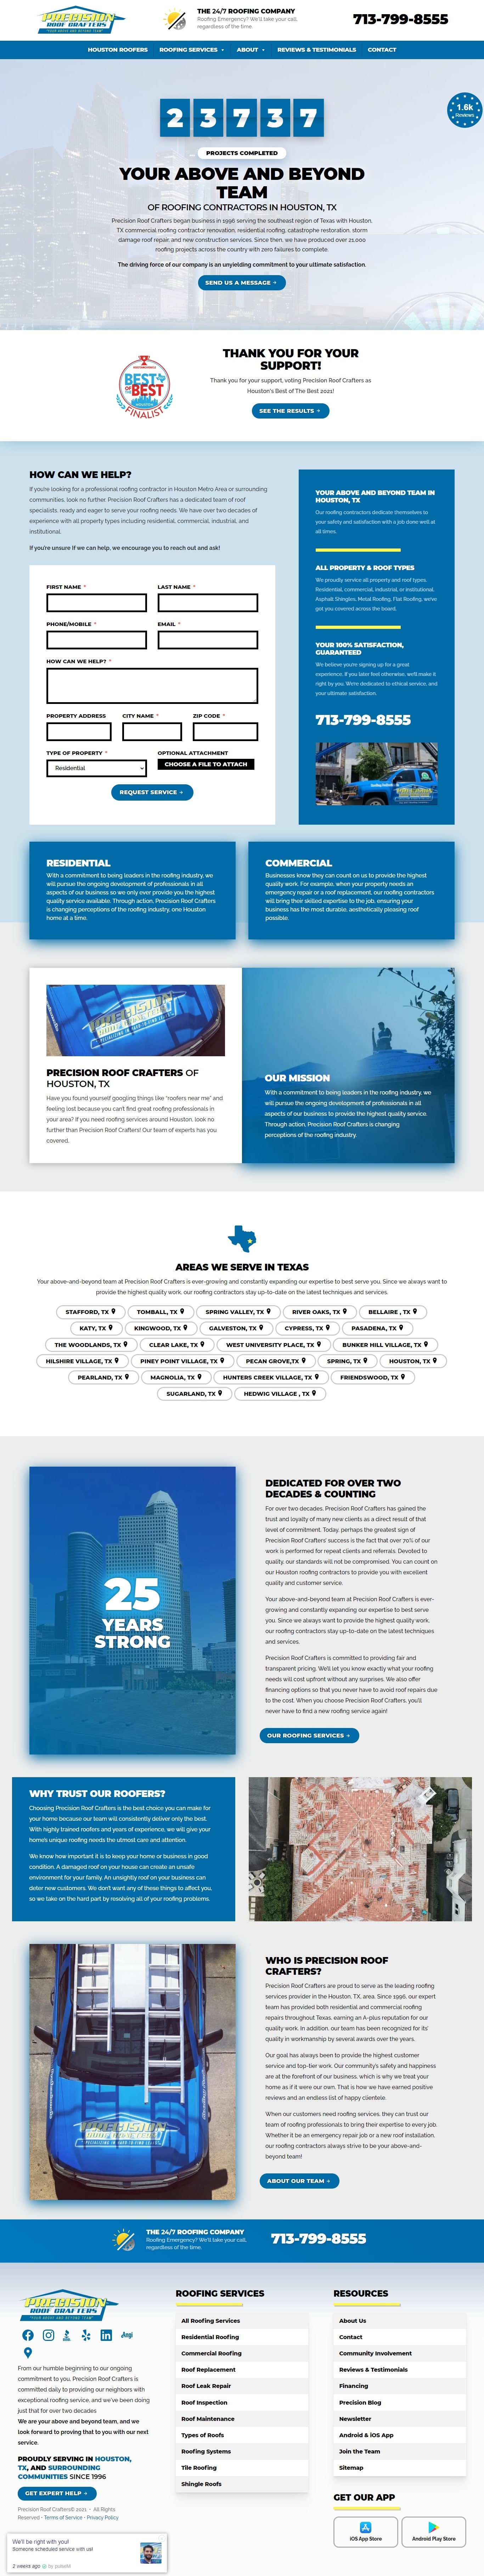 PRECISION
ROOF CRAFTERS
"YOUR ABOVE AND BEYOND TEAM"
THE 24/7 ROOFING COMPANY
Roofing Emergency? We'll take your call,
regardless of the time.
713-799-8555
HOUSTON ROOFERS
ROOFING SERVICES
ABOUT
REVIEWS & TESTIMONIALS
CONTACT
1.6k
Reviews
2 3 7 3 7
PROJECTS COMPLETED
YOUR ABOVE AND BEYOND
TEAM
OF ROOFING CONTRACTORS IN HOUSTON, TX
Precision Roof Crafters began business in 1996 serving the southeast region of Texas with Houston,
TX commercial roofing contractor renovation, residential roofing, catastrophe restoration, storm
damage roof repair, and new construction services. Since then, we have produced over 21,000
roofing projects across the country with zero failures to complete.
The driving force of our company is an unyielding commitment to your ultimate satisfaction.
SEND US A MESSAGE →
BEST
OF THE
BEST
FINALIST
THANK YOU FOR YOUR
SUPPORT!
Thank you for your support, voting Precision Roof Crafters as
Houston's Best of The Best 2021!
SEE THE RESULTS →
HOW CAN WE HELP?
If you're looking for a professional roofing contractor in Houston Metro Area or surrounding
communities, look no further. Precision Roof Crafters has a dedicated team of roof
specialists, ready and eager to serve your roofing needs. We have over two decades of
experience with all property types including residential, commercial, industrial, and
institutional.
If you're unsure if we can help, we encourage you to reach out and ask!
FIRST NAME *
LAST NAME *
PHONE/MOBILE *
EMAIL *
HOW CAN WE HELP? *
PROPERTY ADDRESS
CITY NAME *
ZIP CODE *
TYPE OF PROPERTY *
Residential
OPTIONAL ATTACHMENT
CHOOSE A FILE TO ATTACH
REQUEST SERVICE →
YOUR ABOVE AND BEYOND TEAM IN
HOUSTON, TX
Our roofing contractors dedicate themselves to
your safety and satisfaction with a job done well at
all times.
ALL PROPERTY & ROOF TYPES
We proudly service all property and roof types.
Residential, commercial, industrial, or institutional.
Asphalt Shingles, Metal Roofing, Flat Roofing, we've
got you covered across the board.
YOUR 100% SATISFACTION,
GUARANTEED
We believe you're signing up for a great
experience. If you later feel otherwise, we'll make it
right by you. We're dedicated to ethical service, and
your ultimate satisfaction.
713-799-8555
RESIDENTIAL
With a commitment to being leaders in the roofing industry, we
will pursue the ongoing development of professionals in all
aspects of our business so we only ever provide you the highest
quality service available. Through action, Precision Roof Crafters
is changing perceptions of the roofing industry, one Houston
home at a time.
COMMERCIAL
Businesses know they can count on us to provide the highest
quality work. For example, when your property needs an
emergency repair or a roof replacement, our roofing contractors
will bring their skilled expertise to the job, ensuring your
business has the most durable, aesthetically pleasing roof
possible.
PRECISION
PRECISION ROOF CRAFTERS OF
HOUSTON, TX
Have you found yourself googling things like "roofers near me" and
feeling lost because you can't find great roofing professionals in
your area? If you need roofing services around Houston, look no
further than Precision Roof Crafters! Our team of experts has you
covered.
OUR MISSION
With a commitment to being leaders in the roofing industry, we
will pursue the ongoing development of professionals in all
aspects of our business to provide the highest quality service.
Through action, Precision Roof Crafters is changing
perceptions of the roofing industry.
AREAS WE SERVE IN TEXAS
Your above-and-beyond team at Precision Roof Crafters is ever-growing and constantly expanding our expertise to best serve you. Since we always want to
provide the highest quality work, our roofing contractors stay up-to-date on the latest techniques and services.
STAFFORD, TX
TOMBALL, TX
SPRING VALLEY, TX
RIVER OAKS, TX
BELLAIRE , TX
KATY, TX
KINGWOOD, TX
GALVESTON, TX
CYPRESS, TX
PASADENA, TX
THE WOODLANDS, TX
CLEAR LAKE, TX
WEST UNIVERSITY PLACE, TX
BUNKER HILL VILLAGE, TX
HILSHIRE VILLAGE, TX
PINEY POINT VILLAGE, TX
PECAN GROVE,TX
SPRING, TX
HOUSTON, TX
PEARLAND, TX
MAGNOLIA, TX
HUNTERS CREEK VILLAGE, TX
FRIENDSWOOD, TX
SUGARLAND, TX
HEDWIG VILLAGE , TX
25
YEARS
STRONG
DEDICATED FOR OVER TWO
DECADES & COUNTING
For over two decades, Precision Roof Crafters has gained the
trust and loyalty of many new clients as a direct result of that
level of commitment. Today, perhaps the greatest sign of
Precision Roof Crafters' success is the fact that over 70% of our
work is performed for repeat clients and referrals. Devoted to
quality, our standards will not be compromised. You can count on
our Houston roofing contractors to provide you with excellent
quality and customer service.
Your above-and-beyond team at Precision Roof Crafters is ever-
growing and constantly expanding our expertise to best serve
you. Since we always want to provide the highest quality work,
our roofing contractors stay up-to-date on the latest techniques
and services.
Precision Roof Crafters is committed to providing fair and
transparent pricing. We'll let you know exactly what your roofing
needs will cost upfront without any surprises. We also offer
financing options so that you never have to avoid roof repairs due
to the cost. When you choose Precision Roof Crafters, you'll
never have to find a new roofing service again!
OUR ROOFING SERVICES →
WHY TRUST OUR ROOFERS?
Choosing Precision Roof Crafters is the best choice you can make for
your home because our team will consistently deliver only the best.
With highly trained roofers and years of experience, we will give your
home's unique roofing needs the utmost care and attention.
We know how important it is to keep your home or business in good
condition. A damaged roof on your house can create an unsafe
environment for your family. An unsightly roof on your business can
deter new customers. We don't want any of these things to affect you,
so we take on the hard part by resolving all of your roofing problems.
PRECISION
SPECIALIZING IN HARD TO FIND LEAKS
WHO IS PRECISION ROOF
CRAFTERS?
Precision Roof Crafters are proud to serve as the leading roofing
services provider in the Houston, TX, area. Since 1996, our expert
team has provided both residential and commercial roofing
repairs throughout Texas, earning an A-plus reputation for our
quality work. In addition, our team has been recognized for its'
quality in workmanship by several awards over the years.
Our goal has always been to provide the highest customer
service and top-tier work. Our community's safety and happiness
are at the forefront of our business, which is why we treat your
home as if it were our own. That is how we have earned positive
reviews and an endless list of happy clientele.
When our customers need roofing services, they can trust our
team of roofing professionals to bring their expertise to every job.
Whether it be an emergency repair job or a new roof installation,
our roofing contractors always strive to be your above-and-
beyond team!
ABOUT OUR TEAM →
THE 24/7 ROOFING COMPANY
Roofing Emergency? We'll take your call,
regardless of the time.
713-799-8555
PRECISION
ROOF CRAFTERS
"YOUR ABOVE AND BEYOND TEAM"
Angi
From our humble beginning to our ongoing
commitment to you, Precision Roof Crafters is
committed daily to providing our neighbors with
exceptional roofing service, and we've been doing
just that for over two decades
We are your above and beyond team, and we
look forward to proving that to you with our next
service.
PROUDLY SERVING IN HOUSTON,
TX, AND SURROUNDING
COMMUNITIES SINCE 1996
GET EXPERT HELP →
Precision Roof Crafters© 2022 • All Rights
Reserved • Terms of Service • Privacy Policy
ROOFING SERVICES
All Roofing Services
Residential Roofing
Commercial Roofing
Roof Replacement
Roof Leak Repair
Roof Inspection
Roof Maintenance
Types of Roofs
Roofing Systems
Tile Roofing
Shingle Roofs
RESOURCES
About Us
Contact
Community Involvement
Reviews & Testimonials
Financing
Precision Blog
Newsletter
Android & iOS App
Join the Team
Sitemap
GET OUR APP
iOS App Store
Android Play Store
We'll be right with you!
Someone scheduled service with us!
2 weeks ago